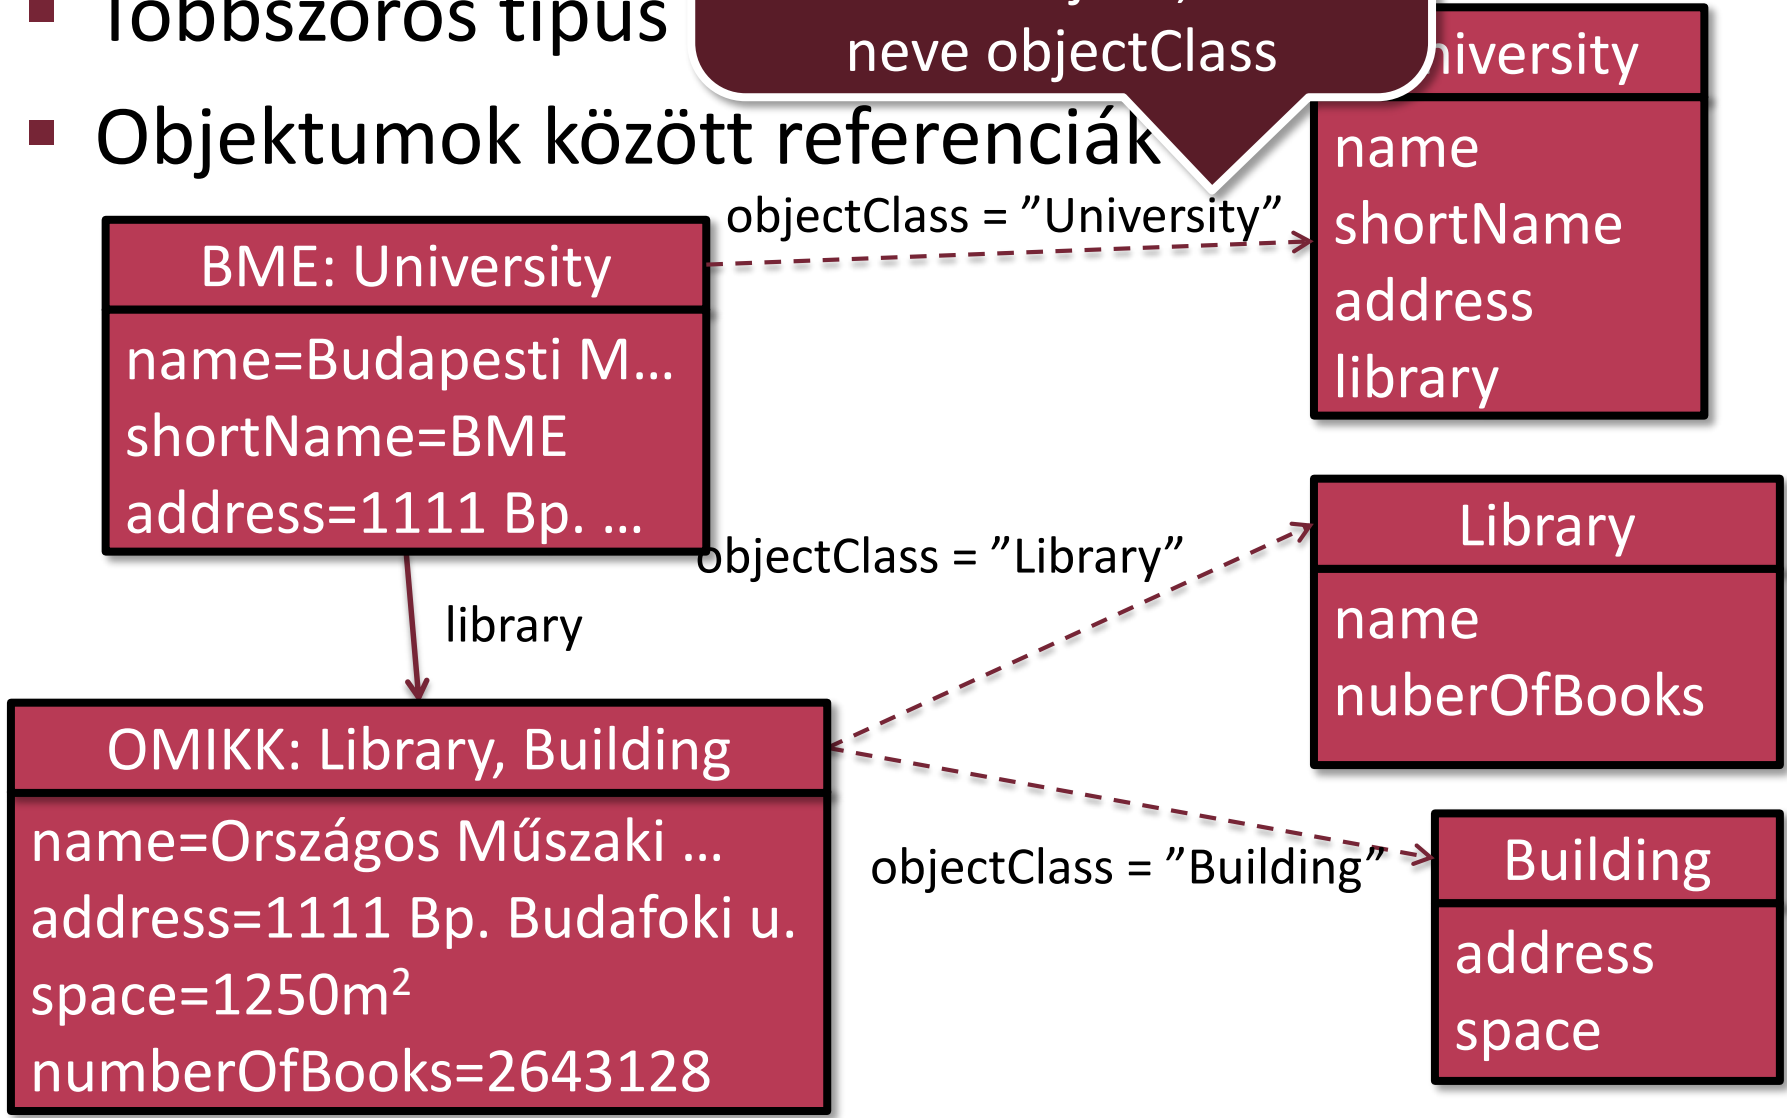 Többszörös típus
neve objectClass
Objektumok között referenciák
name
shortName
address
library
objectClass = ”University”
BME: University
name=Budapesti M...
shortName=BME
address=1111 Bp. ...
library
objectClass = ”Library”
Library
name
nuberOfBooks
OMIKK: Library, Building
name=Országos Műszaki ...
address=1111 Bp. Budafoki u.
space=1250m²
numberOfBooks=2643128
objectClass = ”Building”
Building
address
space